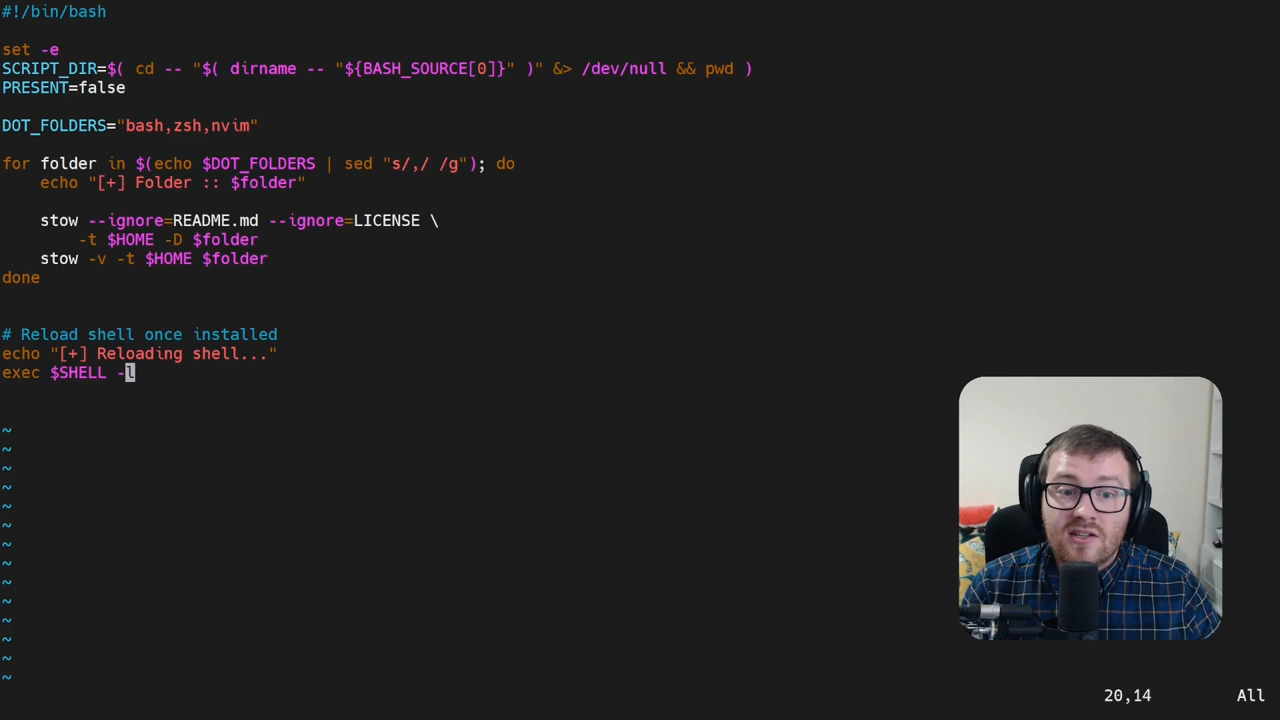 #!/bin/bash
set -e
SCRIPT_DIR=$( cd -- "$( dirname -- "${BASH_SOURCE[0]}" )" &> /dev/null && pwd )
PRESENT=false
DOT_FOLDERS="bash,zsh,nvim"
for folder in $(echo $DOT_FOLDERS | sed "s/,/ /g"); do
    echo "[+] Folder :: $folder"
    stow --ignore=README.md --ignore=LICENSE \
        -t $HOME -D $folder
    stow -v -t $HOME $folder
done
# Reload shell once installed
echo "[+] Reloading shell..."
exec $SHELL -l
~
~
~
~
~
~
~
~
~
~
~
~
~
~
20,14 All